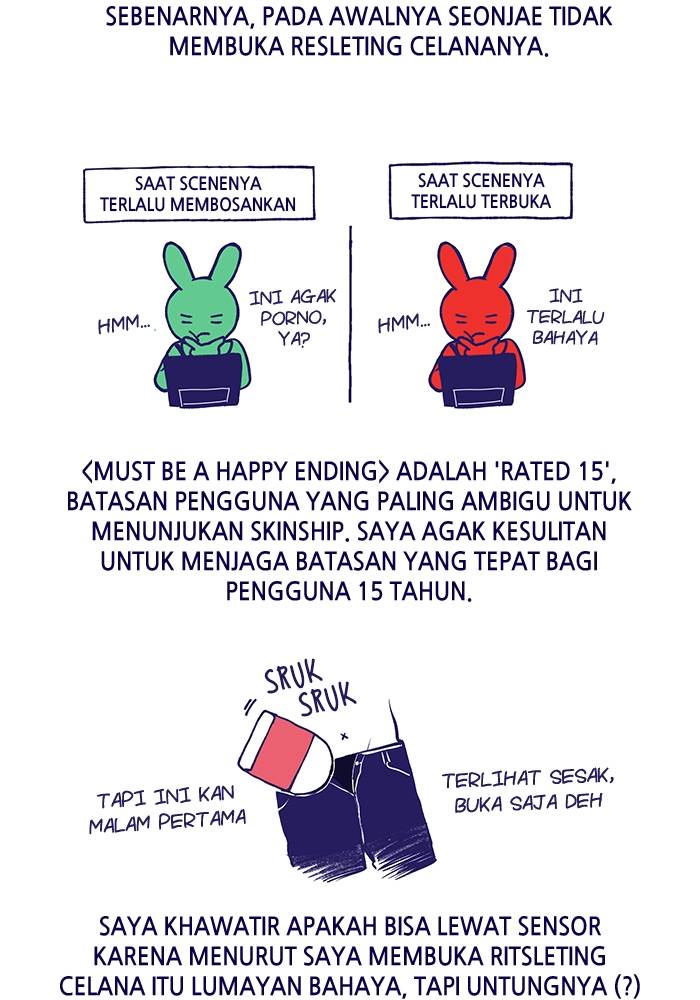 SEBENARNYA, PADA AWALNYA SEONJAE TIDAK
MEMBUKA RESLETING CELANANYA.
SAAT SCENENYA
TERLALU MEMBOSANKAN
HMM...
INI AGAK
PORNO,
YA?
SAAT SCENENYA
TERLALU TERBUKA
HMM...
INI
TERLALU
BAHAYA
<MUST BE A HAPPY ENDING> ADALAH 'RATED 15',
BATASAN PENGGUNA YANG PALING AMBIGU UNTUK
MENUNJUKAN SKINSHIP. SAYA AGAK KESULITAN
UNTUK MENJAGA BATASAN YANG TEPAT BAGI
PENGGUNA 15 TAHUN.
SRUK
SRUK
TAPI INI KAN
MALAM PERTAMA
TERLIHAT SESAK,
BUKA SAJA DEH
SAYA KHAWATIR APAKAH BISA LEWAT SENSOR
KARENA MENURUT SAYA MEMBUKA RITSLETING
CELANA ITU LUMAYAN BAHAYA, TAPI UNTUNGNYA (?)